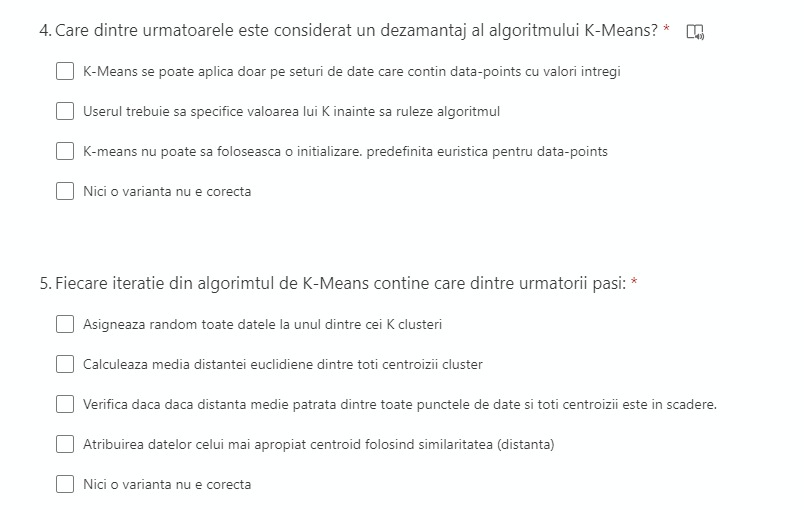 4. Care dintre urmatoarele este considerat un dezamantaj al algoritmului K-Means? *
K-Means se poate aplica doar pe seturi de date care contin data-points cu valori intregi
Userul trebuie sa specifice valoarea lui K inainte sa ruleze algoritmul
K-means nu poate sa foloseasca o initializare. predefinita euristica pentru data-points
Nici o varianta nu e corecta
5. Fiecare iteratie din algorimtul de K-Means contine care dintre urmatorii pasi: *
Asigneaza random toate datele la unul dintre cei K clusteri
Calculeaza media distantei euclidiene dintre toti centroizii cluster
Verifica daca daca distanta medie patrata dintre toate punctele de date si toti centroizii este in scadere.
Atribuirea datelor celui mai apropiat centroid folosind similaritatea (distanta)
Nici o varianta nu e corecta